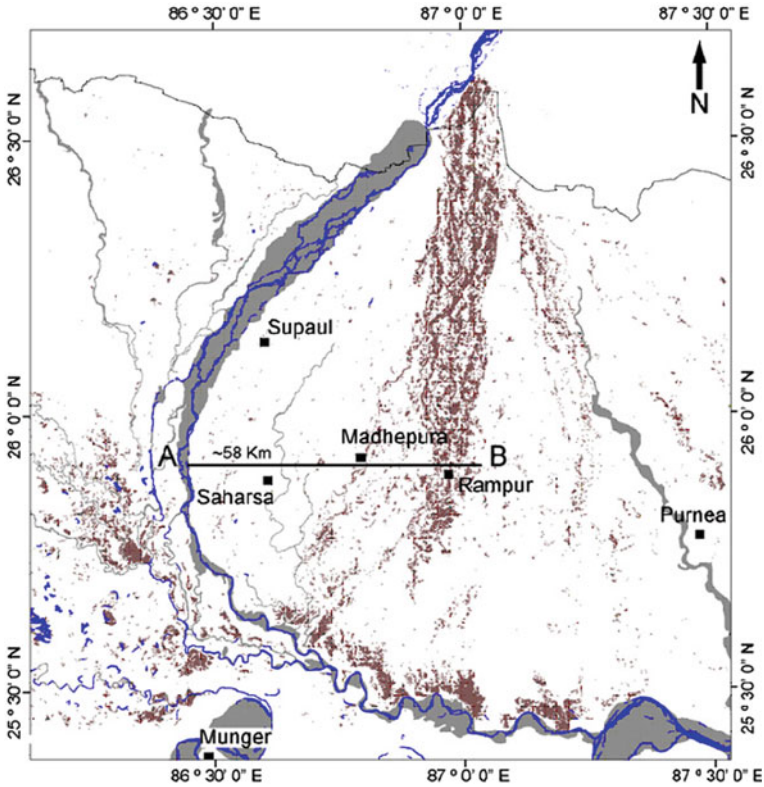 86° 30' 0" E
87° 0' 0" E
87° 30' 0" E
N
26° 30' 0" N
26° 30' 0" N
Supaul
26° 0' 0" N
26° 0' 0" N
Madhepura
A
~58 Km
B
Saharsa
Rampur
Purnea
25° 30' 0" N
25° 30' 0" N
Munger
86° 30' 0" E
87° 0' 0" E
87° 30' 0" E